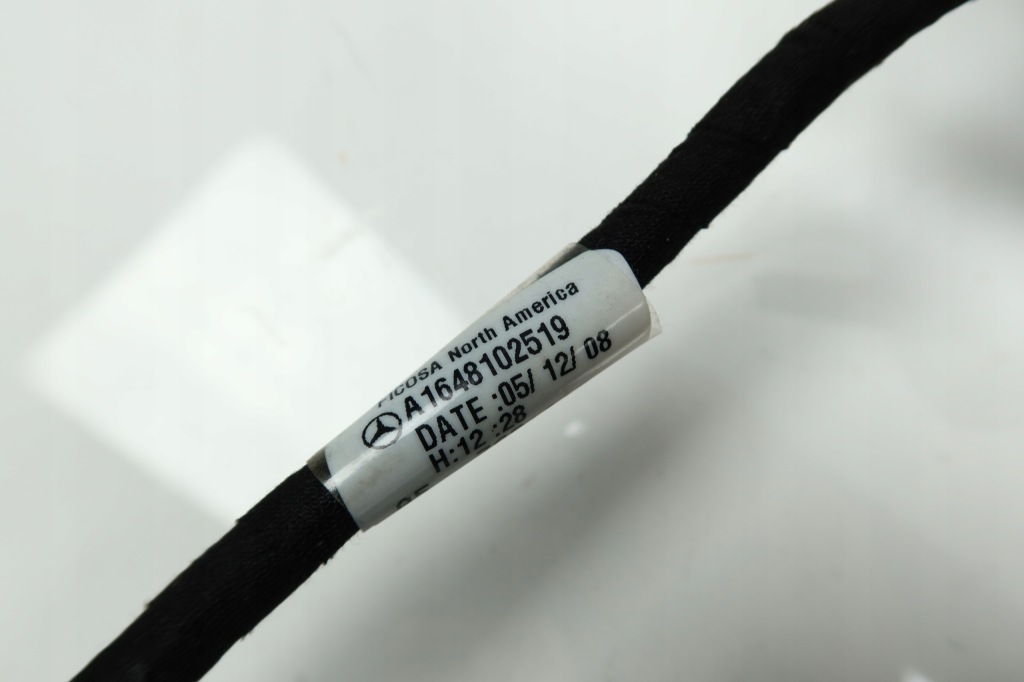 FICOSA North America
A1648102519
DATE :05/ 12/ 08
H:12 :28